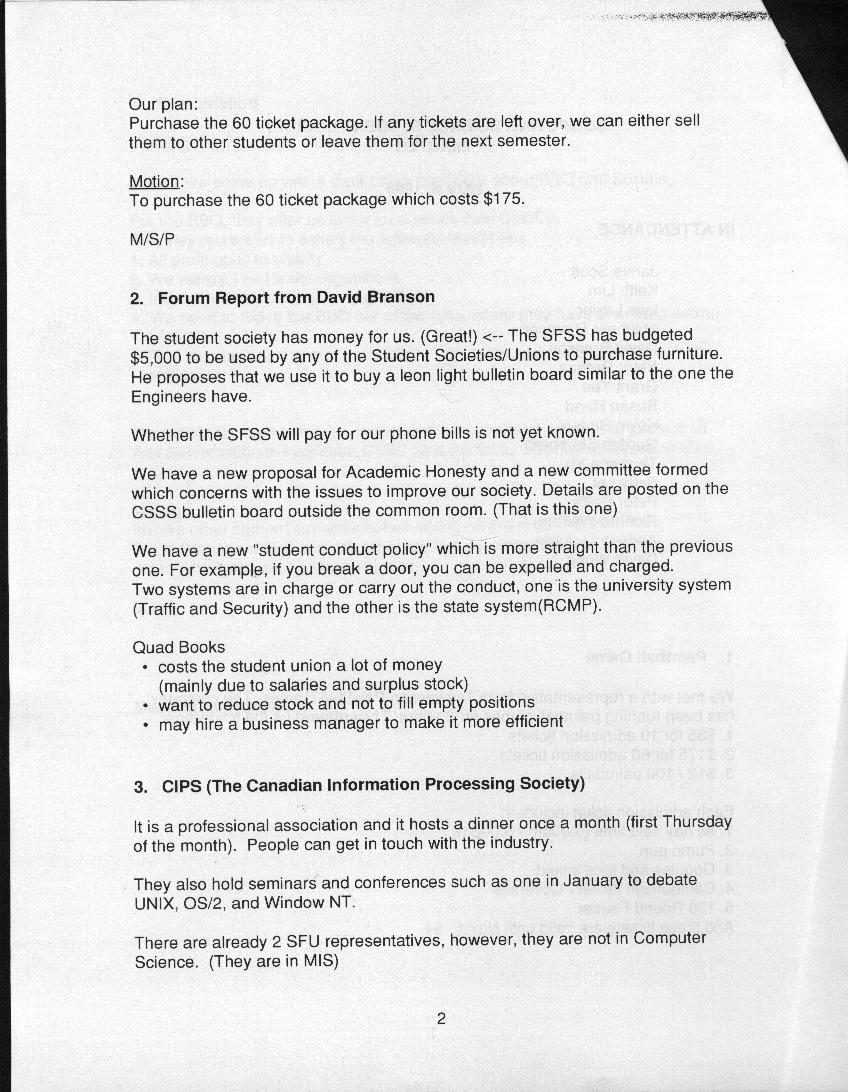 Our plan:
Purchase the 60 ticket package. If any tickets are left over, we can either sell
them to other students or leave them for the next semester.
Motion:
To purchase the 60 ticket package which costs $175.
M/S/P
2. Forum Report from David Branson
The student society has money for us. (Great!) <-- The SFSS has budgeted
$5,000 to be used by any of the Student Societies/Unions to purchase furniture.
He proposes that we use it to buy a leon light bulletin board similar to the one the
Engineers have.
Whether the SFSS will pay for our phone bills is not yet known.
We have a new proposal for Academic Honesty and a new committee formed
which concerns with the issues to improve our society. Details are posted on the
CSSS bulletin board outside the common room. (That is this one)
We have a new "student conduct policy" which is more straight than the previous
one. For example, if you break a door, you can be expelled and charged.
Two systems are in charge or carry out the conduct, one is the university system
(Traffic and Security) and the other is the state system(RCMP).
Quad Books
• costs the student union a lot of money
(mainly due to salaries and surplus stock)
• want to reduce stock and not to fill empty positions
• may hire a business manager to make it more efficient
3. CIPS (The Canadian Information Processing Society)
It is a professional association and it hosts a dinner once a month (first Thursday
of the month). People can get in touch with the industry.
They also hold seminars and conferences such as one in January to debate
UNIX, OS/2, and Window NT.
There are already 2 SFU representatives, however, they are not in Computer
Science. (They are in MIS)
2